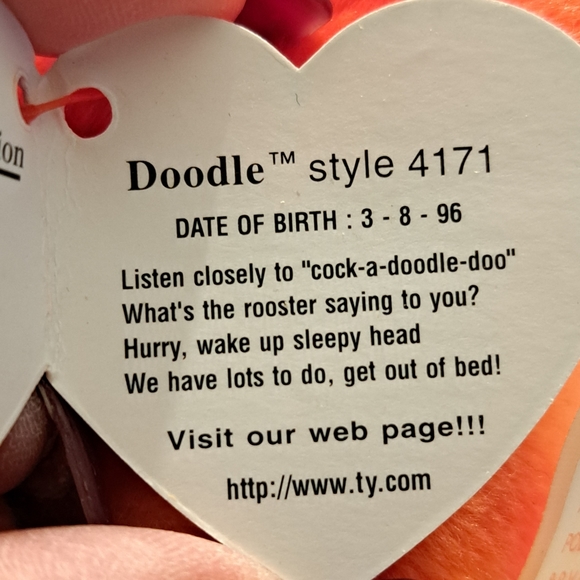 ion
Doodle™ style 4171
DATE OF BIRTH : 3 - 8 - 96
Listen closely to "cock-a-doodle-doo"
What's the rooster saying to you?
Hurry, wake up sleepy head
We have lots to do, get out of bed!
Visit our web page!!!
http://www.ty.com